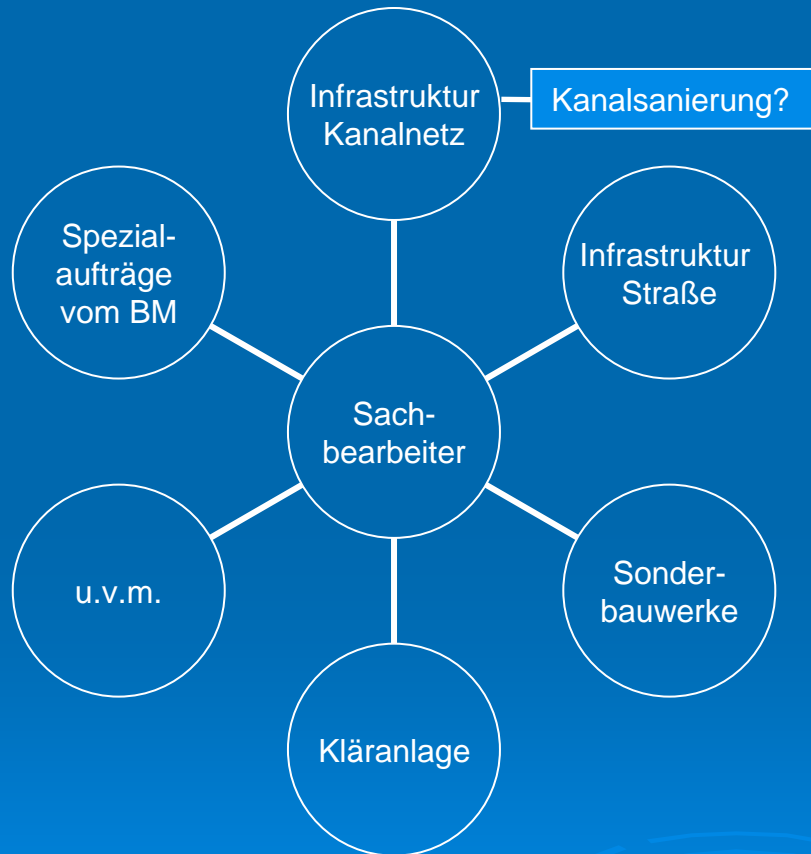 Infrastruktur
Kanalnetz
Kanalsanierung?
Spezial-
aufträge
vom BM
Infrastruktur
Straße
Sach-
bearbeiter
u.v.m.
Sonder-
bauwerke
Kläranlage